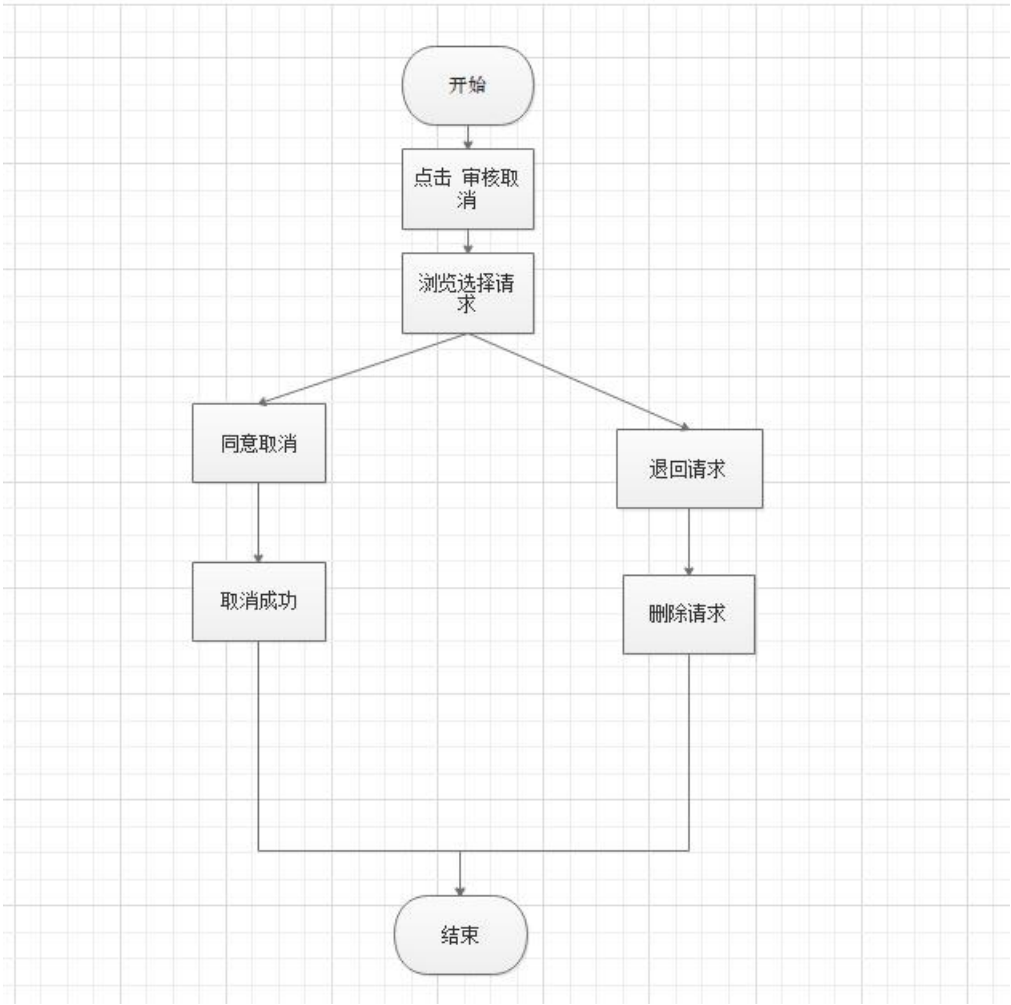 开始
点击 审核取
消
浏览选择请
求
同意取消
退回请求
取消成功
删除请求
结束